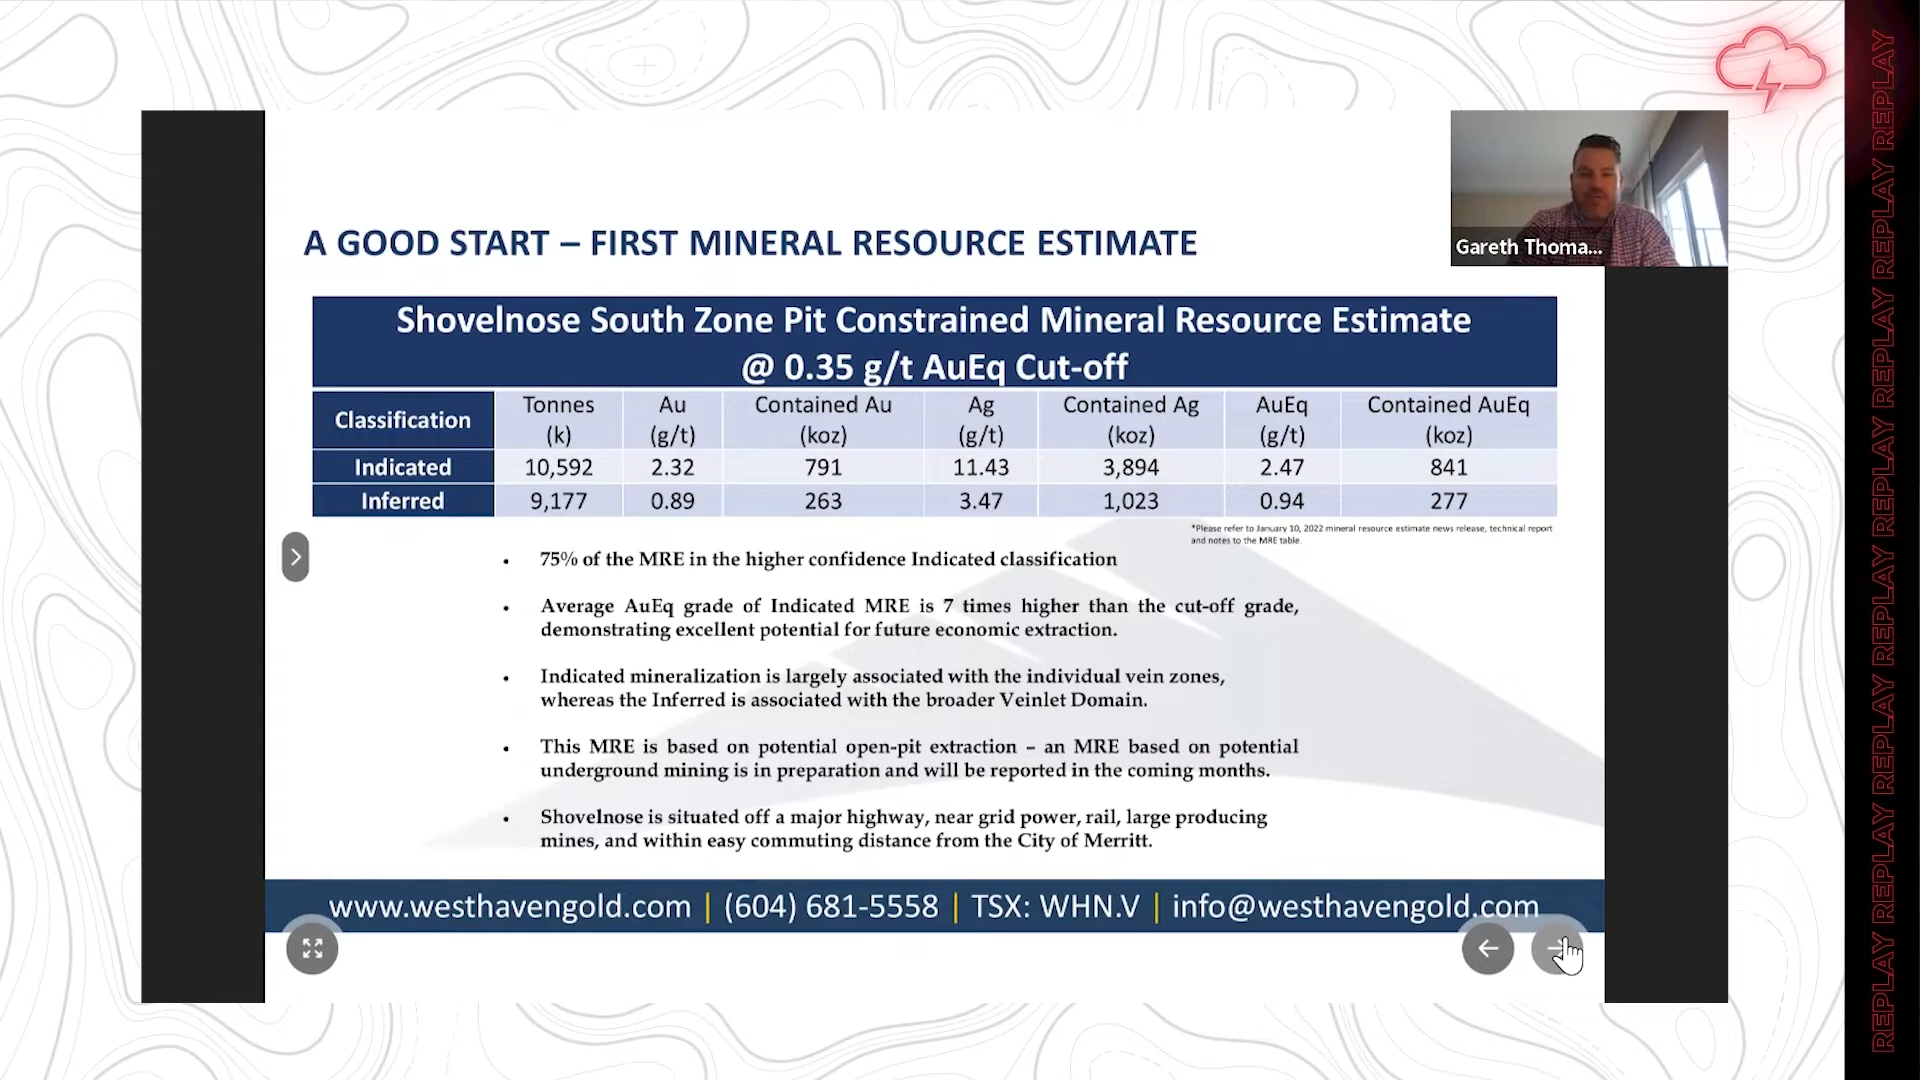 A GOOD START – FIRST MINERAL RESOURCE ESTIMATE
Gareth Thoma...
Shovelnose South Zone Pit Constrained Mineral Resource Estimate
@ 0.35 g/t AuEq Cut-off
Classification Tonnes (k) Au (g/t) Contained Au (koz) Ag (g/t) Contained Ag (koz) AuEq (g/t) Contained AuEq (koz)
Indicated 10,592 2.32 791 11.43 3,894 2.47 841
Inferred 9,177 0.89 263 3.47 1,023 0.94 277
*Please refer to January 10, 2022 mineral resource estimate news release, technical report
and notes to the MRE table.
• 75% of the MRE in the higher confidence Indicated classification
• Average AuEq grade of Indicated MRE is 7 times higher than the cut-off grade,
demonstrating excellent potential for future economic extraction.
• Indicated mineralization is largely associated with the individual vein zones,
whereas the Inferred is associated with the broader Veinlet Domain.
• This MRE is based on potential open-pit extraction – an MRE based on potential
underground mining is in preparation and will be reported in the coming months.
• Shovelnose is situated off a major highway, near grid power, rail, large producing
mines, and within easy commuting distance from the City of Merritt.
www.westhavengold.com | (604) 681-5558 | TSX: WHN.V | info@westhavengold.com
REPLAY REPLAY REPLAY REPLAY REPLAY REPLAY REPLAY REPLAY REPLAY REPLAY REPLAY REPLAY REPLAY